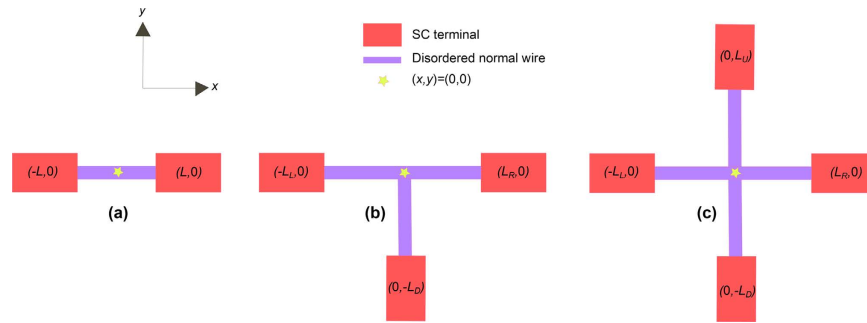 y
x
SC terminal
Disordered normal wire
(x,y)=(0,0)
(-L,0)
(L,0)
(a)
(-L_L,0)
(L_R,0)
(b)
(0,-L_D)
(0,L_U)
(-L_L,0)
(L_R,0)
(c)
(0,-L_D)